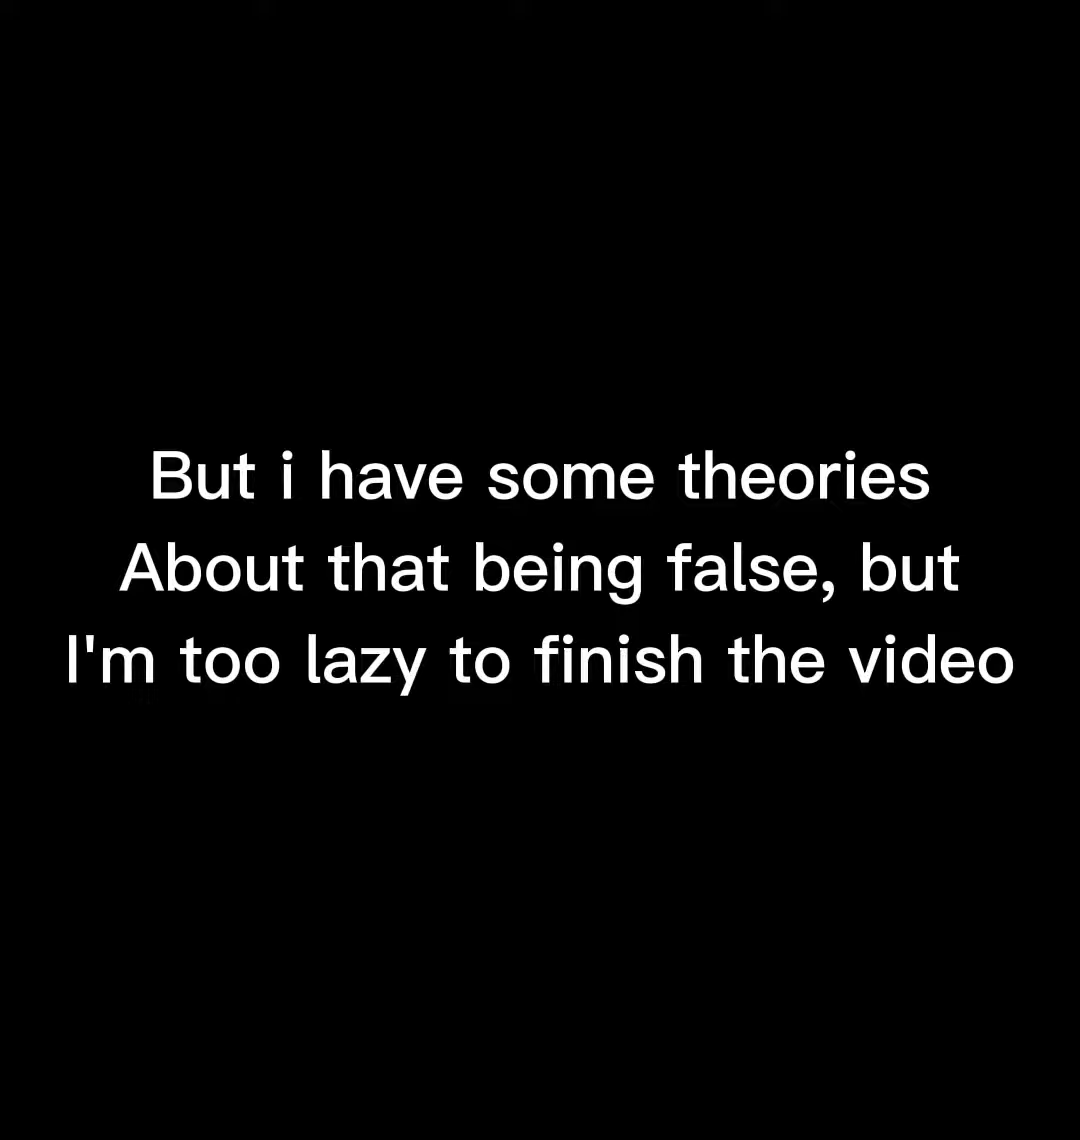 But i have some theories
About that being false, but
I'm too lazy to finish the video